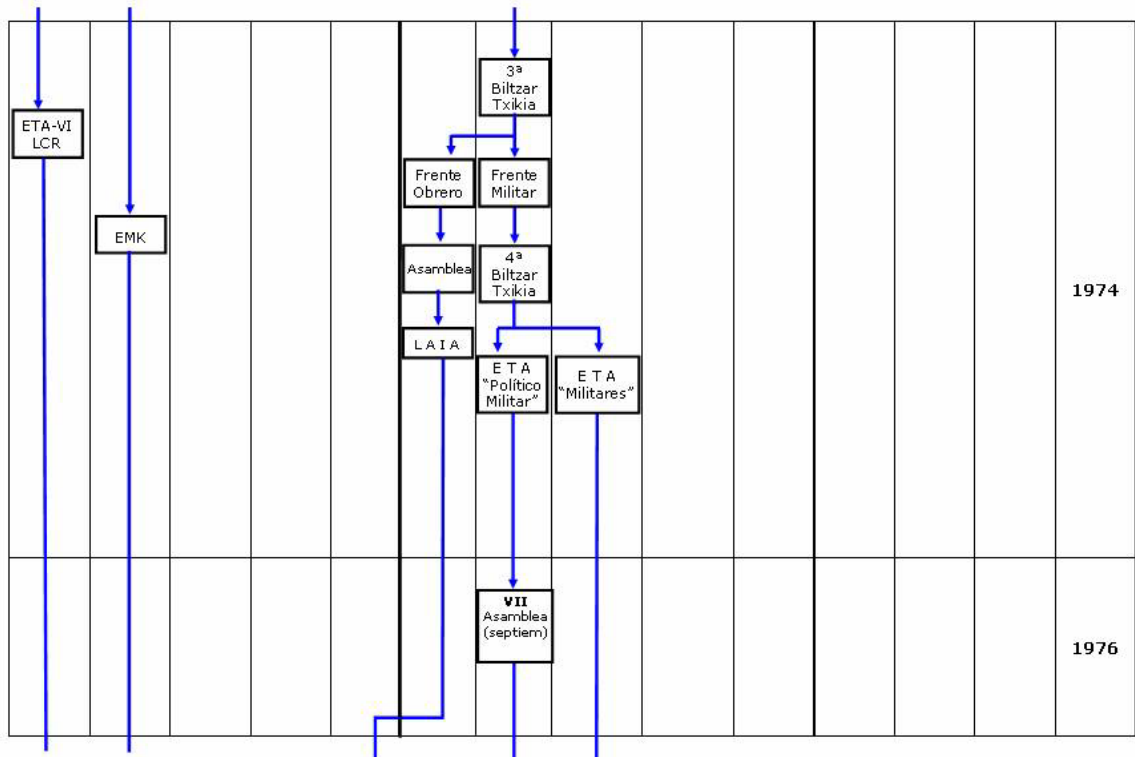 3ª
Biltzar
Txikia
ETA-VI
LCR
Frente
Obrero
Frente
Militar
EMK
Asamblea
4ª
Biltzar
Txikia
1974
L A I A
E T A
“Político
Militar”
E T A
“Militares”
VII
Asamblea
(septiem)
1976